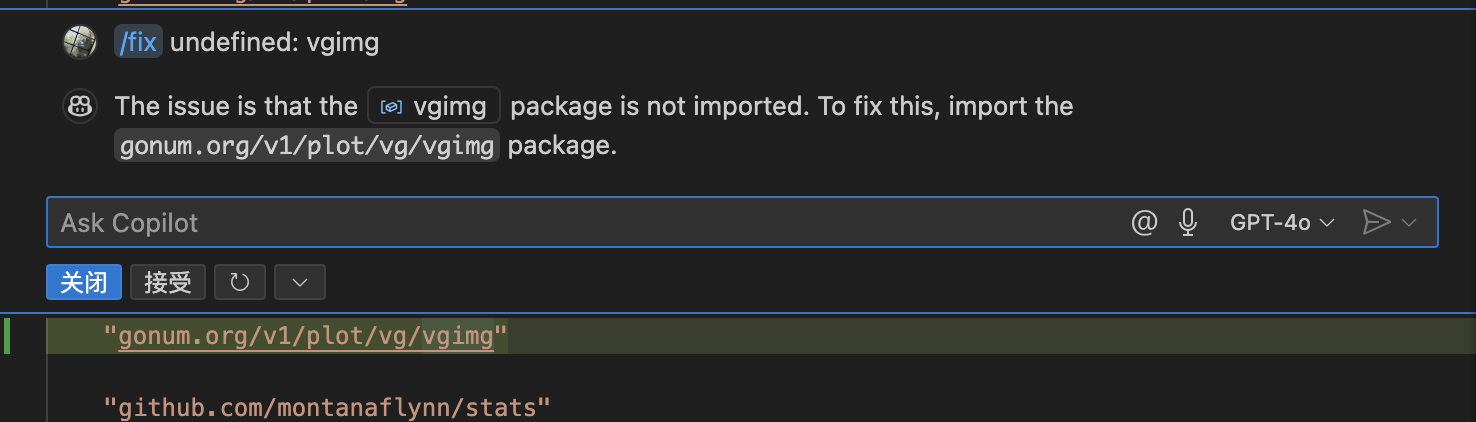 /fix undefined: vgimg
The issue is that the vgimg package is not imported. To fix this, import the
gonum.org/v1/plot/vg/vgimg package.
Ask Copilot @ GPT-4o
关闭 接受
"gonum.org/v1/plot/vg/vgimg"
"github.com/montanaflynn/stats"